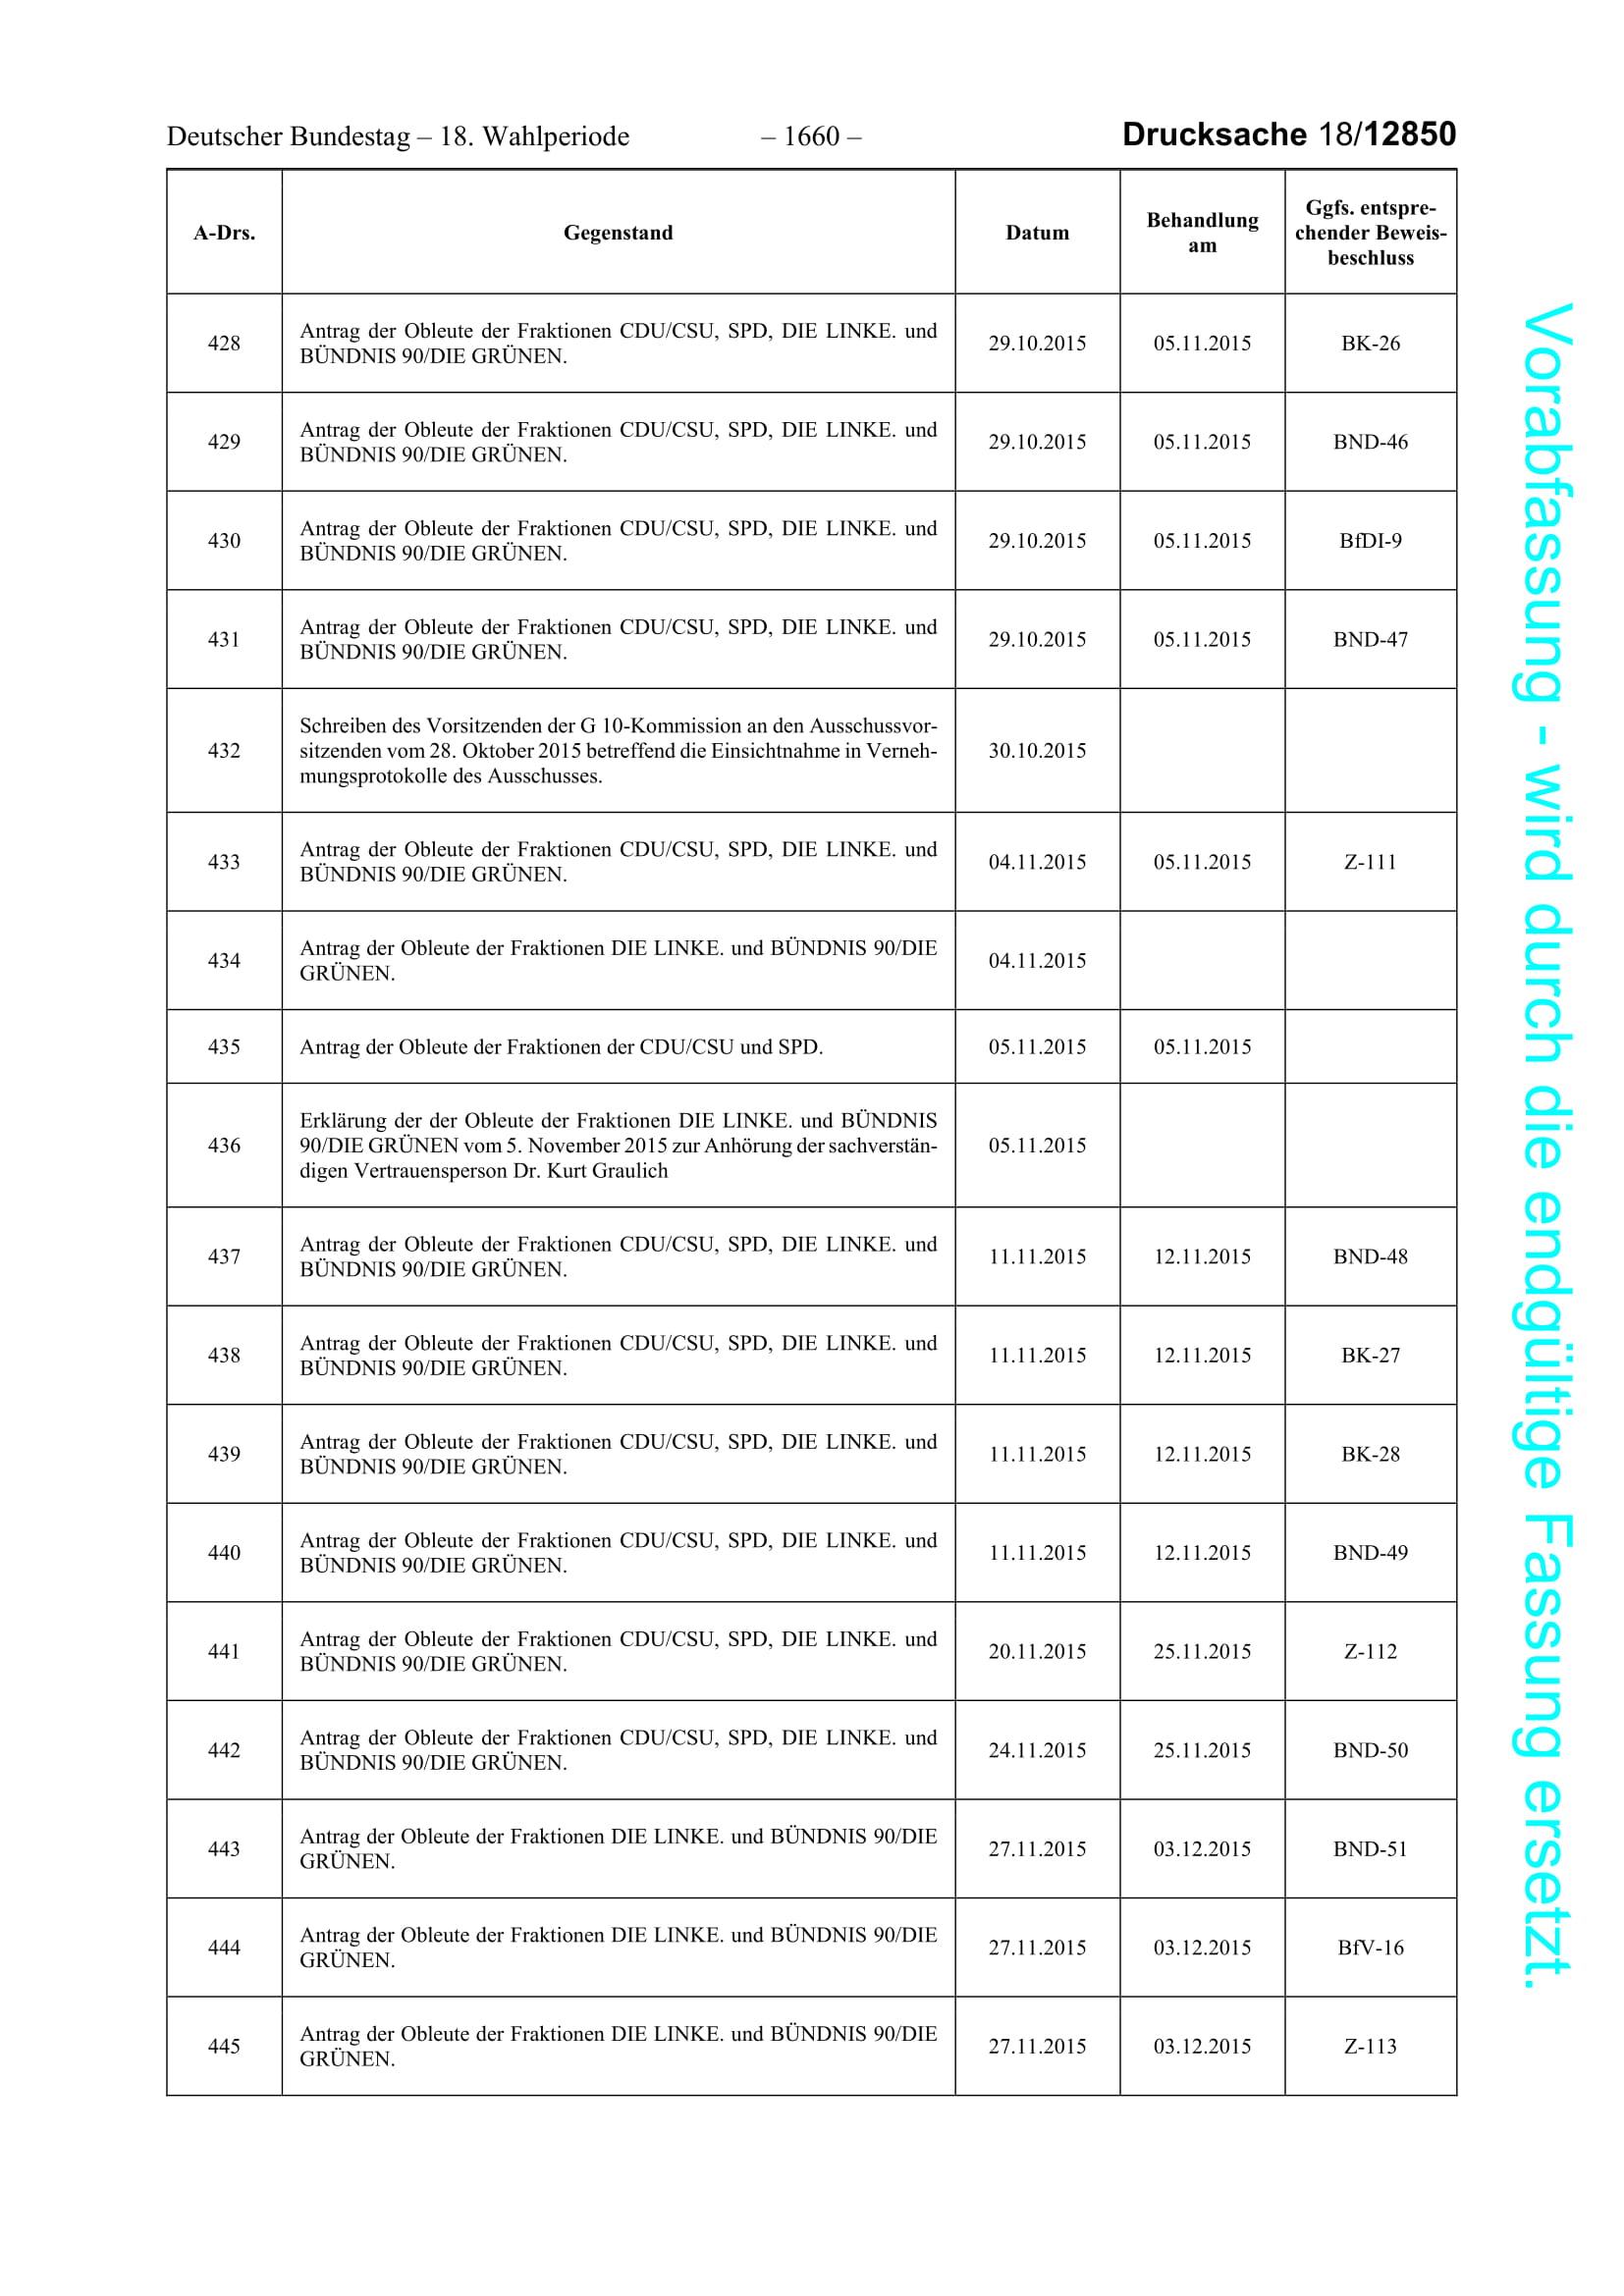 Deutscher Bundestag – 18. Wahlperiode – 1660 – Drucksache 18/12850
A-Drs. Gegenstand Datum Behandlung am Ggfs. entspre-
chender Beweis-
beschluss
428 Antrag der Obleute der Fraktionen CDU/CSU, SPD, DIE LINKE. und
BÜNDNIS 90/DIE GRÜNEN. 29.10.2015 05.11.2015 BK-26
429 Antrag der Obleute der Fraktionen CDU/CSU, SPD, DIE LINKE. und
BÜNDNIS 90/DIE GRÜNEN. 29.10.2015 05.11.2015 BND-46
430 Antrag der Obleute der Fraktionen CDU/CSU, SPD, DIE LINKE. und
BÜNDNIS 90/DIE GRÜNEN. 29.10.2015 05.11.2015 BfDI-9
431 Antrag der Obleute der Fraktionen CDU/CSU, SPD, DIE LINKE. und
BÜNDNIS 90/DIE GRÜNEN. 29.10.2015 05.11.2015 BND-47
432 Schreiben des Vorsitzenden der G 10-Kommission an den Ausschussvor-
sitzenden vom 28. Oktober 2015 betreffend die Einsichtnahme in Verneh-
mungsprotokolle des Ausschusses. 30.10.2015
433 Antrag der Obleute der Fraktionen CDU/CSU, SPD, DIE LINKE. und
BÜNDNIS 90/DIE GRÜNEN. 04.11.2015 05.11.2015 Z-111
434 Antrag der Obleute der Fraktionen DIE LINKE. und BÜNDNIS 90/DIE
GRÜNEN. 04.11.2015
435 Antrag der Obleute der Fraktionen der CDU/CSU und SPD. 05.11.2015 05.11.2015
436 Erklärung der der Obleute der Fraktionen DIE LINKE. und BÜNDNIS
90/DIE GRÜNEN vom 5. November 2015 zur Anhörung der sachverstän-
digen Vertrauensperson Dr. Kurt Graulich 05.11.2015
437 Antrag der Obleute der Fraktionen CDU/CSU, SPD, DIE LINKE. und
BÜNDNIS 90/DIE GRÜNEN. 11.11.2015 12.11.2015 BND-48
438 Antrag der Obleute der Fraktionen CDU/CSU, SPD, DIE LINKE. und
BÜNDNIS 90/DIE GRÜNEN. 11.11.2015 12.11.2015 BK-27
439 Antrag der Obleute der Fraktionen CDU/CSU, SPD, DIE LINKE. und
BÜNDNIS 90/DIE GRÜNEN. 11.11.2015 12.11.2015 BK-28
440 Antrag der Obleute der Fraktionen CDU/CSU, SPD, DIE LINKE. und
BÜNDNIS 90/DIE GRÜNEN. 11.11.2015 12.11.2015 BND-49
441 Antrag der Obleute der Fraktionen CDU/CSU, SPD, DIE LINKE. und
BÜNDNIS 90/DIE GRÜNEN. 20.11.2015 25.11.2015 Z-112
442 Antrag der Obleute der Fraktionen CDU/CSU, SPD, DIE LINKE. und
BÜNDNIS 90/DIE GRÜNEN. 24.11.2015 25.11.2015 BND-50
443 Antrag der Obleute der Fraktionen DIE LINKE. und BÜNDNIS 90/DIE
GRÜNEN. 27.11.2015 03.12.2015 BND-51
444 Antrag der Obleute der Fraktionen DIE LINKE. und BÜNDNIS 90/DIE
GRÜNEN. 27.11.2015 03.12.2015 BfV-16
445 Antrag der Obleute der Fraktionen DIE LINKE. und BÜNDNIS 90/DIE
GRÜNEN. 27.11.2015 03.12.2015 Z-113
Vorabfassung - wird durch die endgültige Fassung ersetzt.